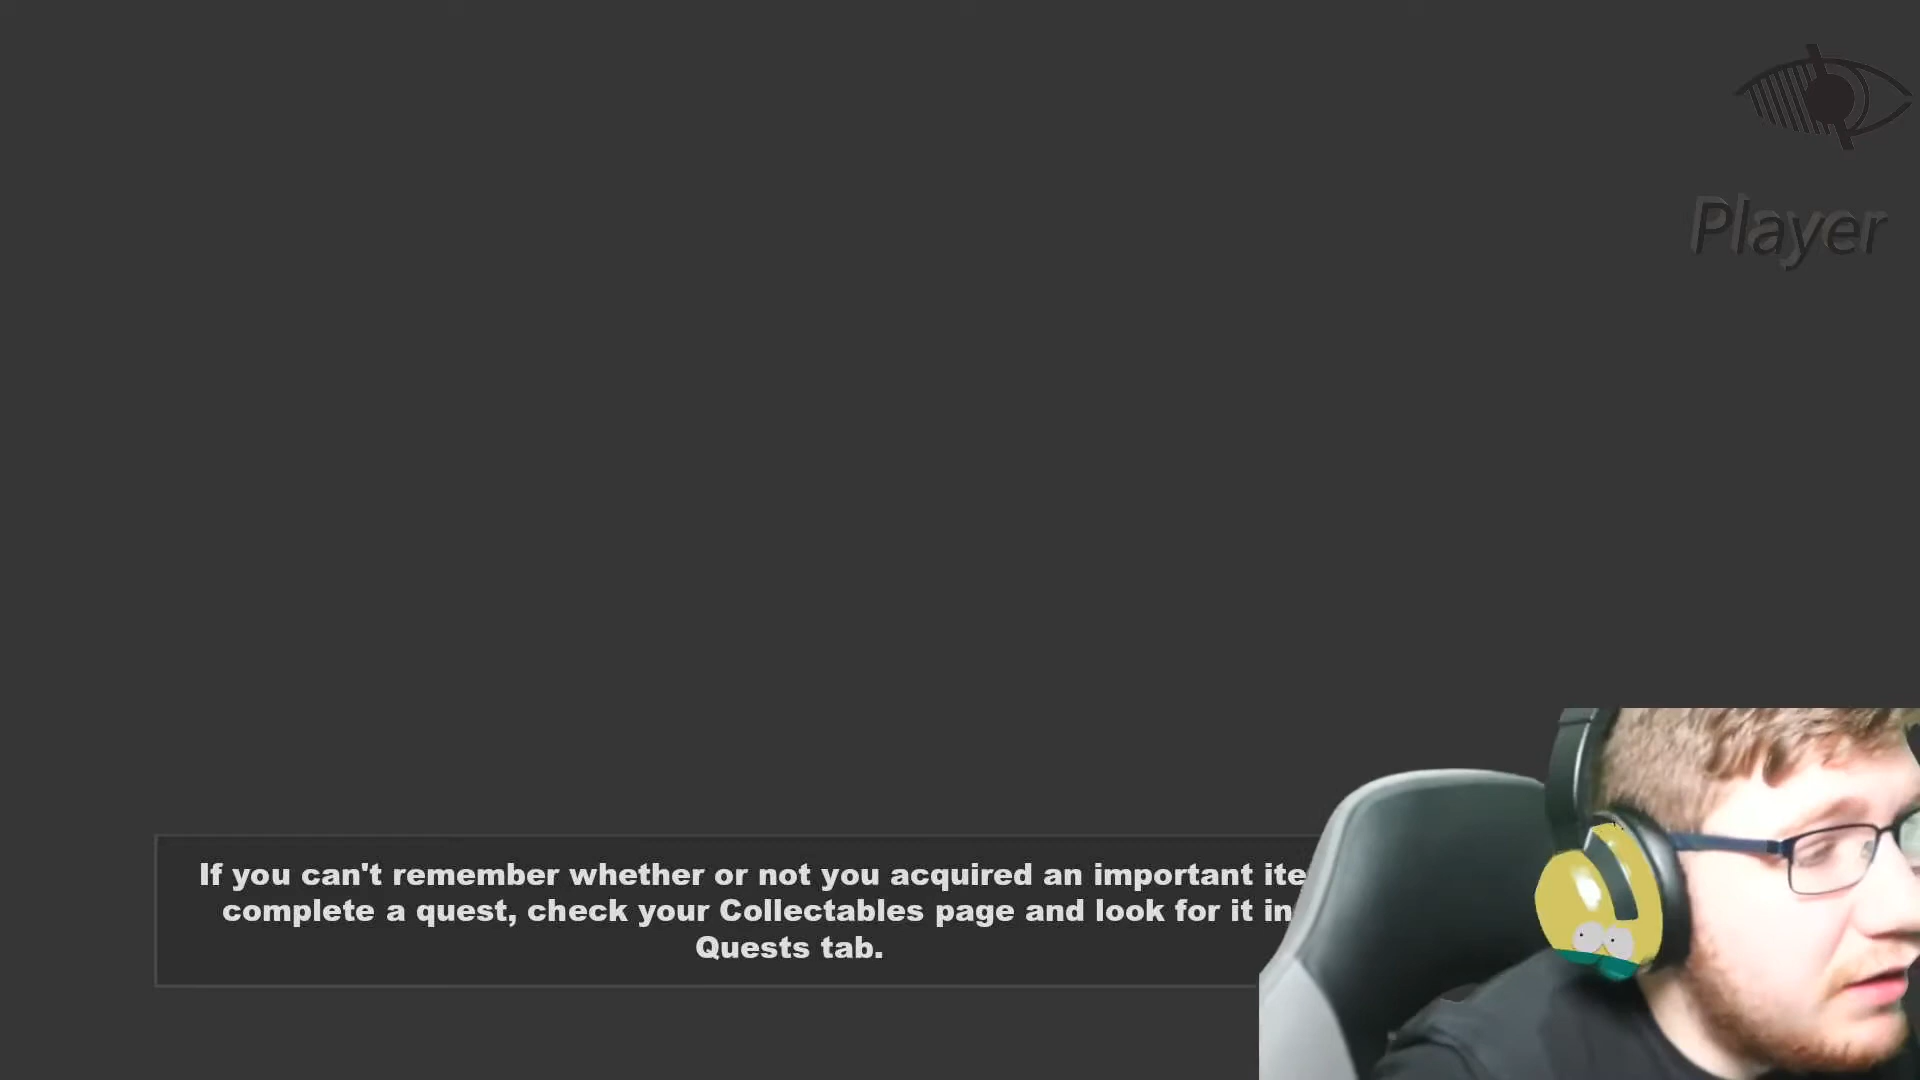 Player
If you can't remember whether or not you acquired an important
complete a quest, check your Collectables page and look for it in
Quests tab.